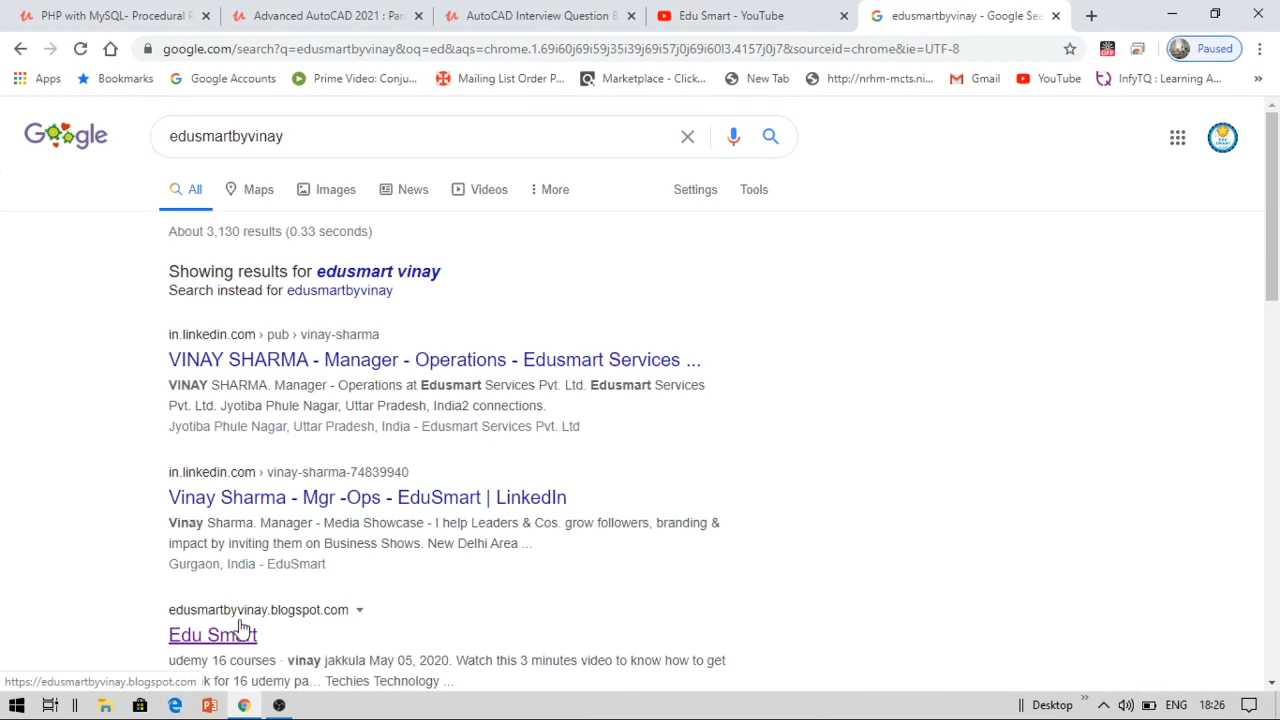 PHP with MySQL- Procedural P
Advanced AutoCAD 2021 : Par
AutoCAD Interview Question B
Edu Smart - YouTube
edusmartbyvinay - Google Sea
google.com/search?q=edusmartbyvinay&oq=ed&aqs=chrome.1.69i60j69i59j35i39j69i57j0j69i60l3.4157j0j7&sourceid=chrome&ie=UTF-8
OFF
Paused
Apps
Bookmarks
Google Accounts
Prime Video: Conju...
Mailing List Order P...
Marketplace - Click...
New Tab
http://nrhm-mcts.ni...
Gmail
YouTube
InfyTQ : Learning A...
»
Google
edusmartbyvinay
All
Maps
Images
News
Videos
More
Settings
Tools
About 3,130 results (0.33 seconds)
Showing results for edusmart vinay
Search instead for edusmartbyvinay
in.linkedin.com › pub › vinay-sharma
VINAY SHARMA - Manager - Operations - Edusmart Services ...
VINAY SHARMA. Manager - Operations at Edusmart Services Pvt. Ltd. Edusmart Services
Pvt. Ltd. Jyotiba Phule Nagar, Uttar Pradesh, India2 connections.
Jyotiba Phule Nagar, Uttar Pradesh, India - Edusmart Services Pvt. Ltd
in.linkedin.com › vinay-sharma-74839940
Vinay Sharma - Mgr -Ops - EduSmart | LinkedIn
Vinay Sharma. Manager - Media Showcase - I help Leaders & Cos. grow followers, branding &
impact by inviting them on Business Shows. New Delhi Area ...
Gurgaon, India - EduSmart
edusmartbyvinay.blogspot.com
Edu Smart
udemy 16 courses · vinay jakkula May 05, 2020. Watch this 3 minutes video to know how to get
https://edusmartbyvinay.blogspot.com
k for 16 udemy pa... Techies Technology ...
Desktop
»
ENG
18:26